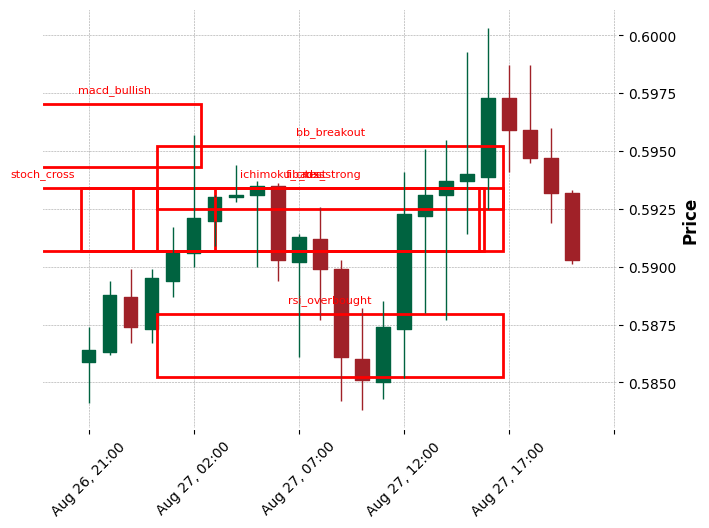 0.6000
macd_bullish
0.5975
bb_breakout
0.5950
stoch_cross
0.5925
Price
0.5900
rsi_overbought
0.5875
0.5850
Aug 26, 21:00
Aug 27, 02:00
Aug 27, 07:00
Aug 27, 12:00
Aug 27, 17:00